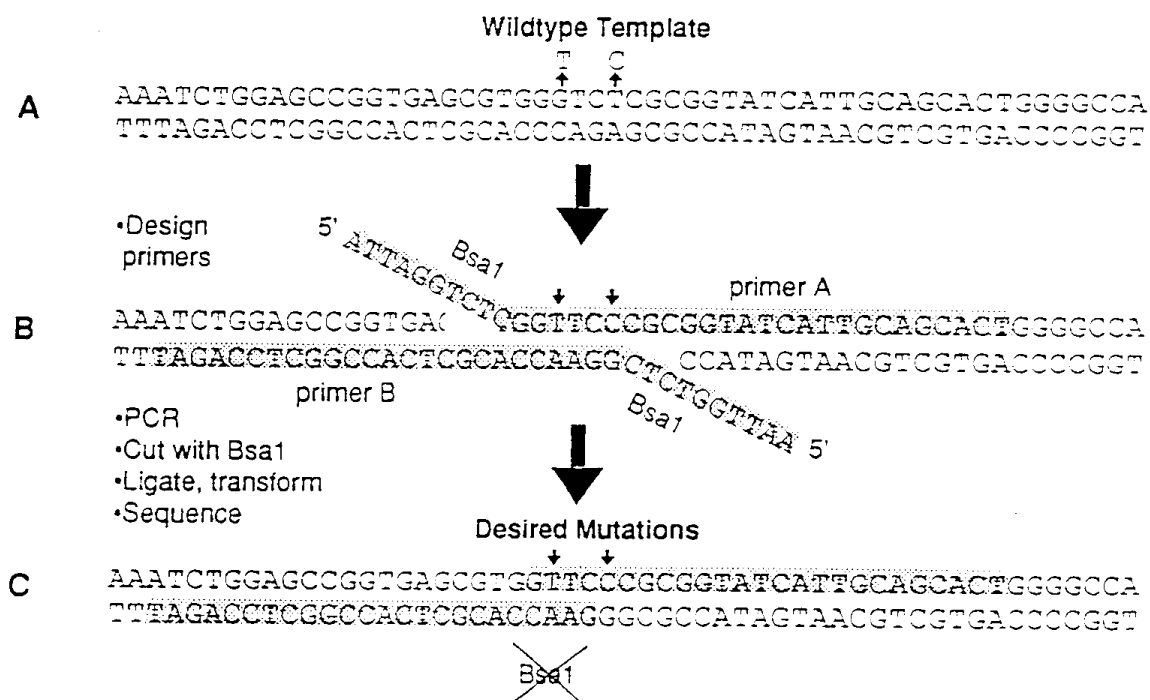 Wildtype Template
T C
A
AAATCTGGAGCCGGTGAGCGTGGGTCTCGCGGTATCATTGCAGCACTGGGGCCA
TTTAGACCTCGGCCACTCGCACCCAGAGCGCCATAGTAACGTCGTGACCCCGGT
•Design
primers
5' ATTAGGTCTC
Bsa1
primer A
B
AAATCTGGAGCCGGTGAC GGTTCCCGCGGTATCATTGCAGCACTGGGGCCA
TTTAGACCTCGGCCACTCGCACCAAGG CCATAGTAACGTCGTGACCCCGGT
CTCTGGTTAA 5'
Bsa1
primer B
•PCR
•Cut with Bsa1
•Ligate, transform
•Sequence
Desired Mutations
C
AAATCTGGAGCCGGTGAGCGTGGTTCCCGCGGTATCATTGCAGCACTGGGGCCA
TTTAGACCTCGGCCACTCGCACCAAGGGCGCCATAGTAACGTCGTGACCCCGGT
Bsa1